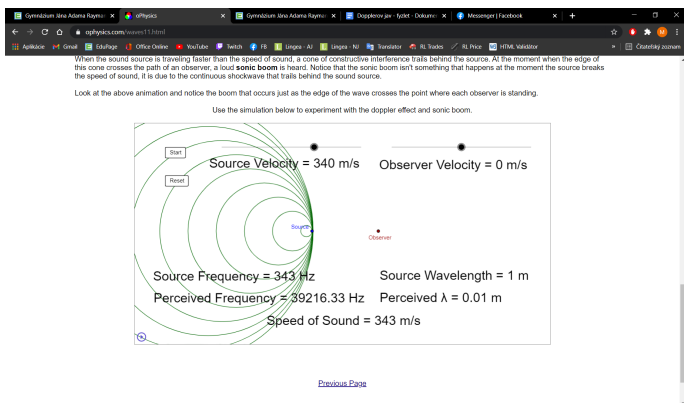 Gymnázium Jána Adama Rayma
oPhysics
Gymnázium Jána Adama Rayma
Dopplerov jav - fyzfet - Dokume
Messenger | Facebook
ophysics.com/waves11.html
Aplikácie Gmail EduPage Office Online YouTube Twitch FB Lingea - AJ Lingea - NJ Translator RL Trades RL Price HTML Validátor Čitateľský zoznam
When the sound source is traveling faster than the speed of sound, a cone of constructive interference trails behind the source. At the moment when the edge of
this cone crosses the path of an observer, a loud sonic boom is heard. Notice that the sonic boom isn't something that happens at the moment the source breaks
the speed of sound, it is due to the continuous shockwave that trails behind the sound source.
Look at the above animation and notice the boom that occurs just as the edge of the wave crosses the point where each observer is standing.
Use the simulation below to experiment with the doppler effect and sonic boom.
Start
Source Velocity = 340 m/s Observer Velocity = 0 m/s
Reset
Source
Observer
Source Frequency = 343 Hz Source Wavelength = 1 m
Perceived Frequency = 39216.33 Hz Perceived λ = 0.01 m
Speed of Sound = 343 m/s
Previous Page